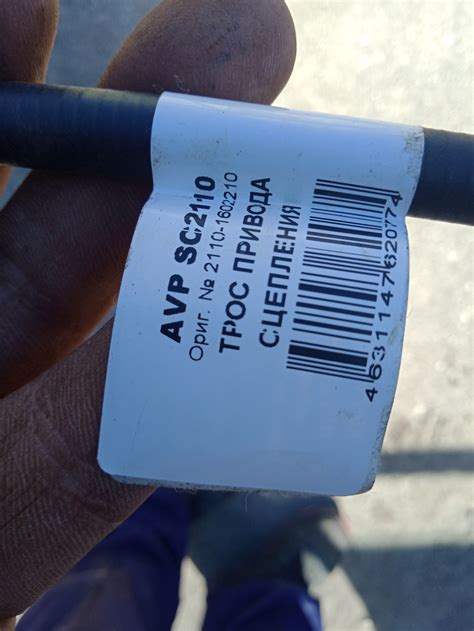 AVP SC2110
Ориг. № 2110-1602210
ТРОС ПРИВОДА
СЦЕПЛЕНИЯ
4631147620774